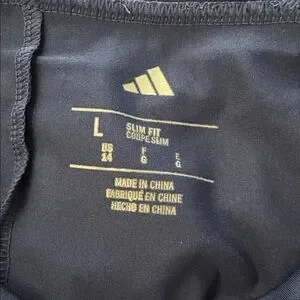 L
SLIM FIT
COUPE SLIM
US F E
14 G G
MADE IN CHINA
FABRIQUÉ EN CHINE
HECHO EN CHINA